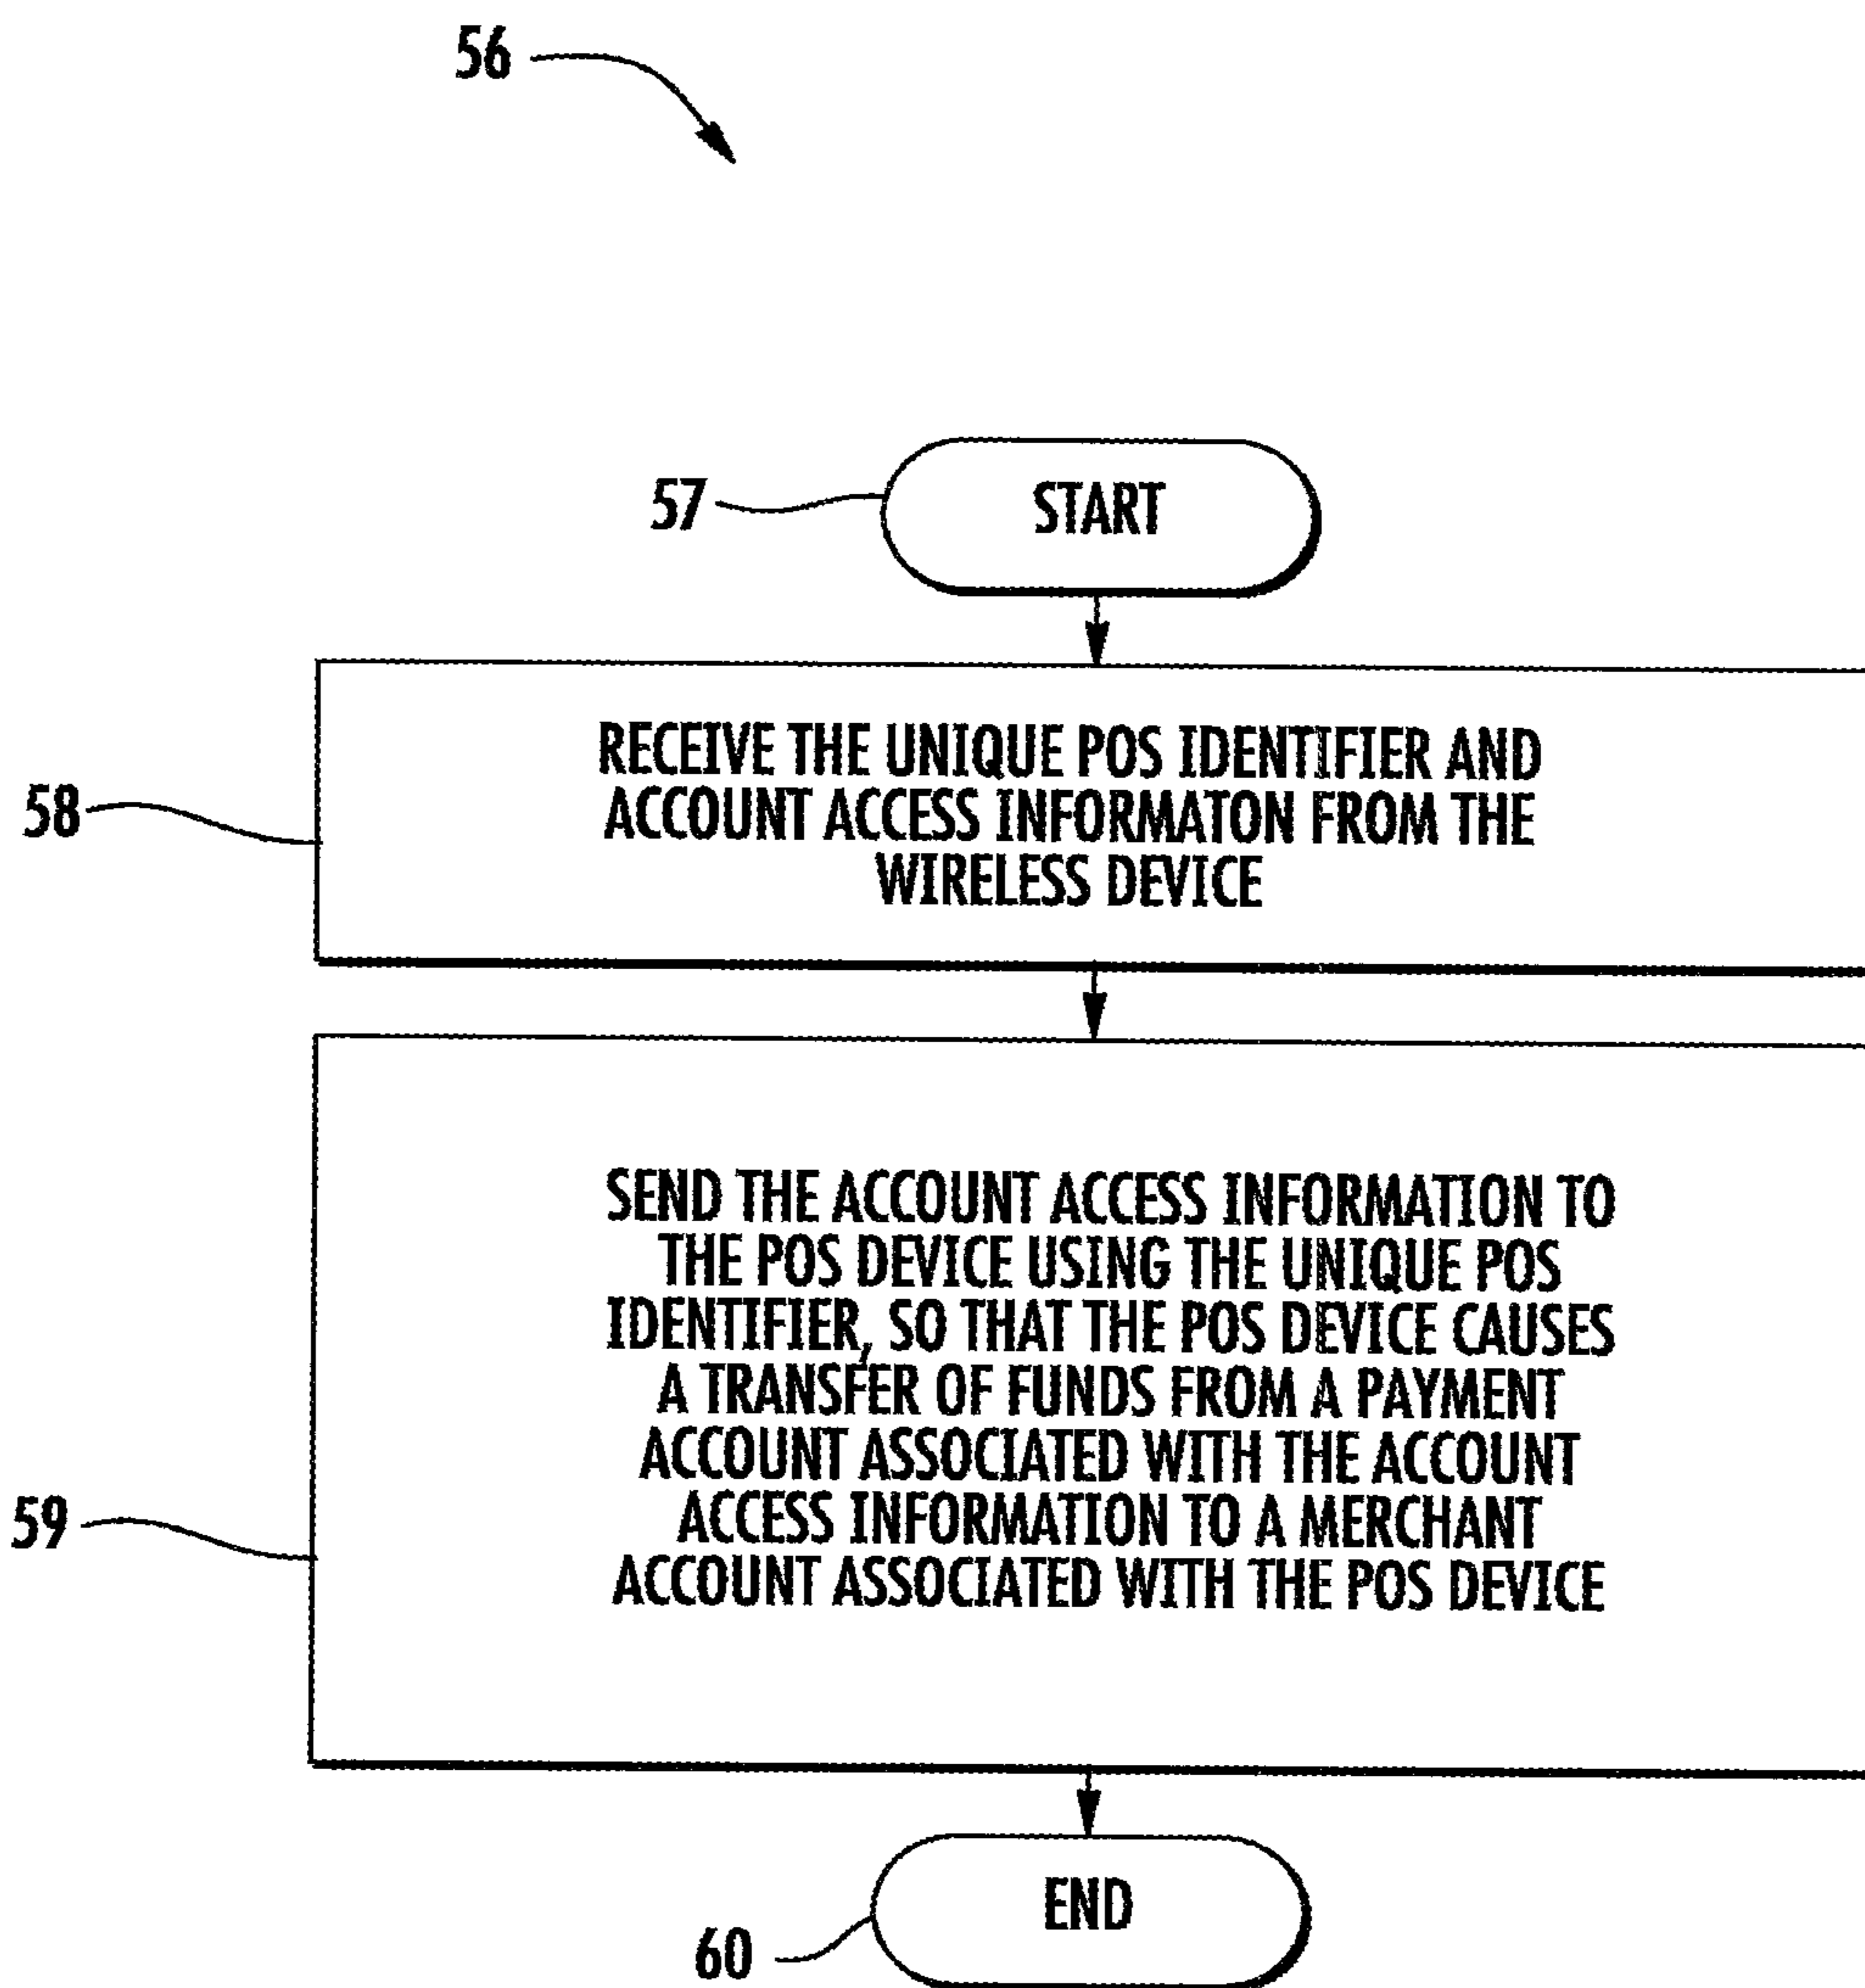 56
57
START
58
RECEIVE THE UNIQUE POS IDENTIFIER AND
ACCOUNT ACCESS INFORMATON FROM THE
WIRELESS DEVICE
59
SEND THE ACCOUNT ACCESS INFORMATION TO
THE POS DEVICE USING THE UNIQUE POS
IDENTIFIER, SO THAT THE POS DEVICE CAUSES
A TRANSFER OF FUNDS FROM A PAYMENT
ACCOUNT ASSOCIATED WITH THE ACCOUNT
ACCESS INFORMATION TO A MERCHANT
ACCOUNT ASSOCIATED WITH THE POS DEVICE
END
60